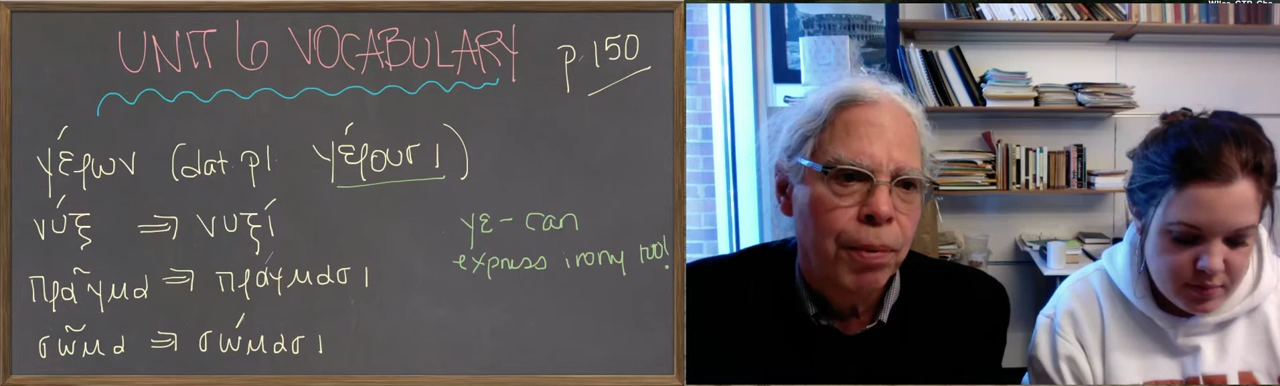 UNIT 6 VOCABULARY p. 150
γέρων (dat. pl γέρουσι)
νύξ ⇒ νυξί
γε - can
express irony too!
πρᾶγμα ⇒ πράγμασι
σῶμα ⇒ σώμασι